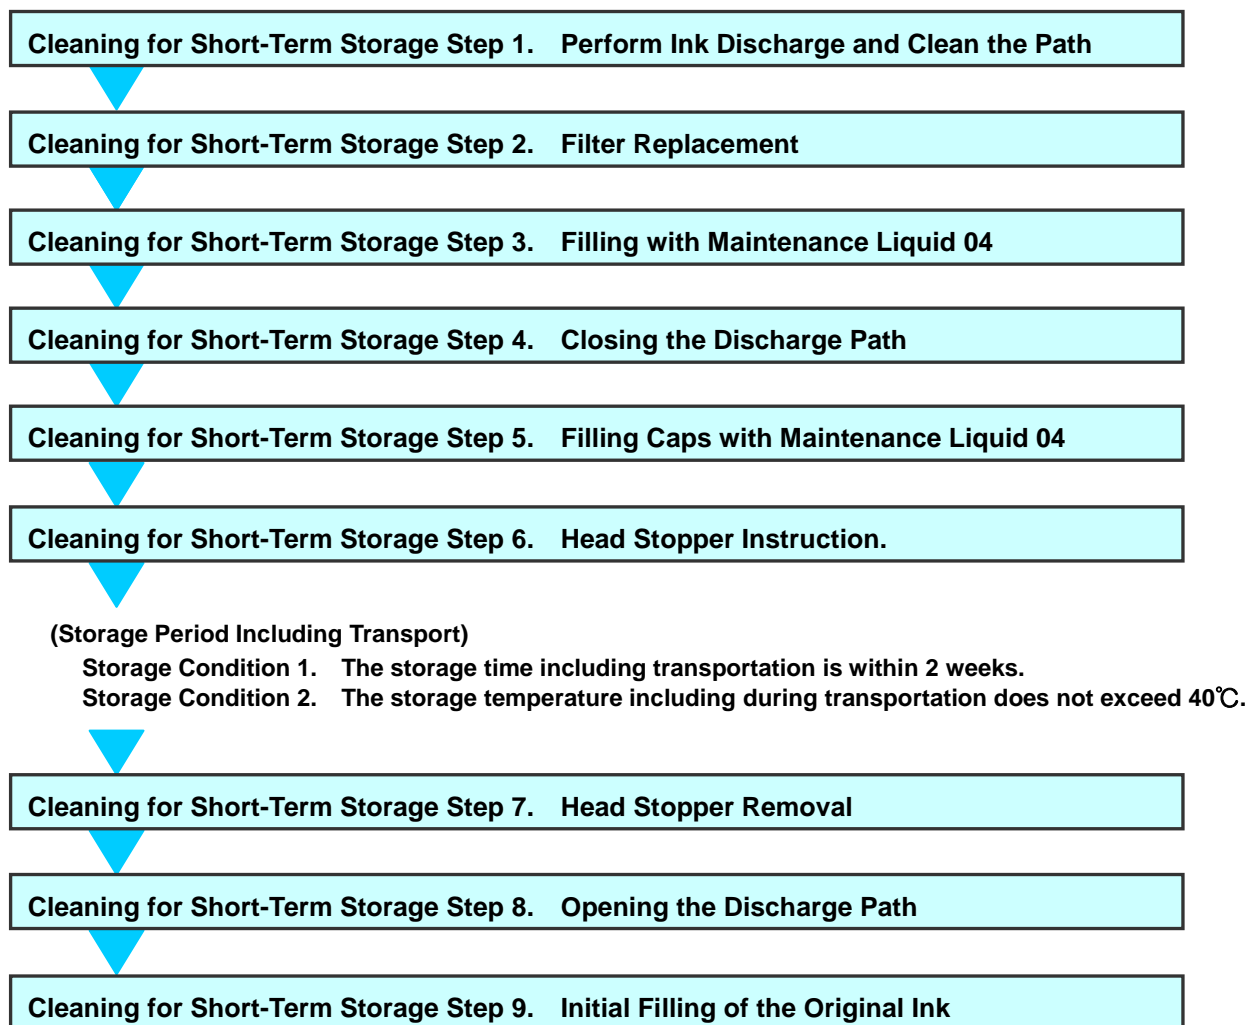 Cleaning for Short-Term Storage Step 1. Perform Ink Discharge and Clean the Path
Cleaning for Short-Term Storage Step 2. Filter Replacement
Cleaning for Short-Term Storage Step 3. Filling with Maintenance Liquid 04
Cleaning for Short-Term Storage Step 4. Closing the Discharge Path
Cleaning for Short-Term Storage Step 5. Filling Caps with Maintenance Liquid 04
Cleaning for Short-Term Storage Step 6. Head Stopper Instruction.
(Storage Period Including Transport)
Storage Condition 1. The storage time including transportation is within 2 weeks.
Storage Condition 2. The storage temperature including during transportation does not exceed 40℃.
Cleaning for Short-Term Storage Step 7. Head Stopper Removal
Cleaning for Short-Term Storage Step 8. Opening the Discharge Path
Cleaning for Short-Term Storage Step 9. Initial Filling of the Original Ink